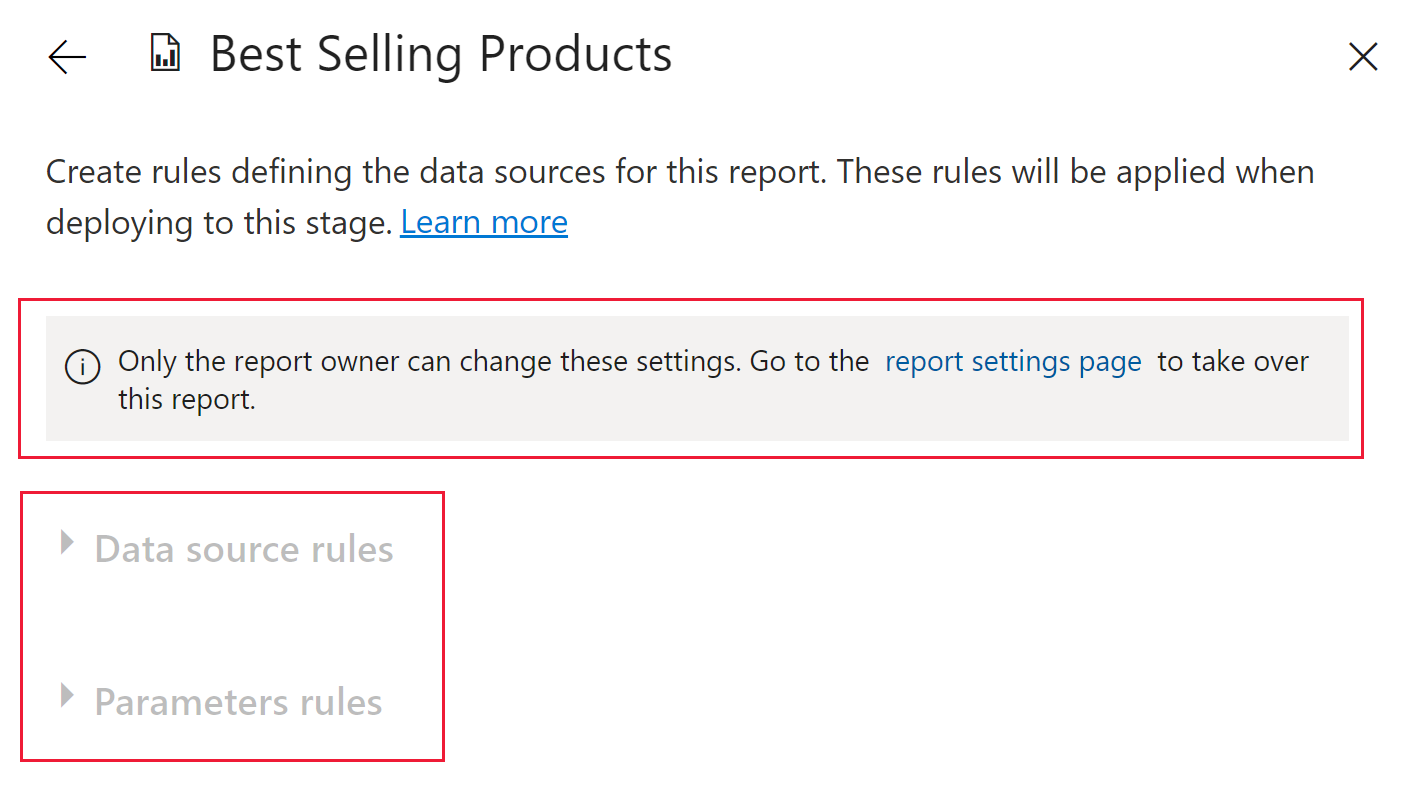 Best Selling Products
Create rules defining the data sources for this report. These rules will be applied when
deploying to this stage. Learn more
Only the report owner can change these settings. Go to the report settings page to take over
this report.
Data source rules
Parameters rules